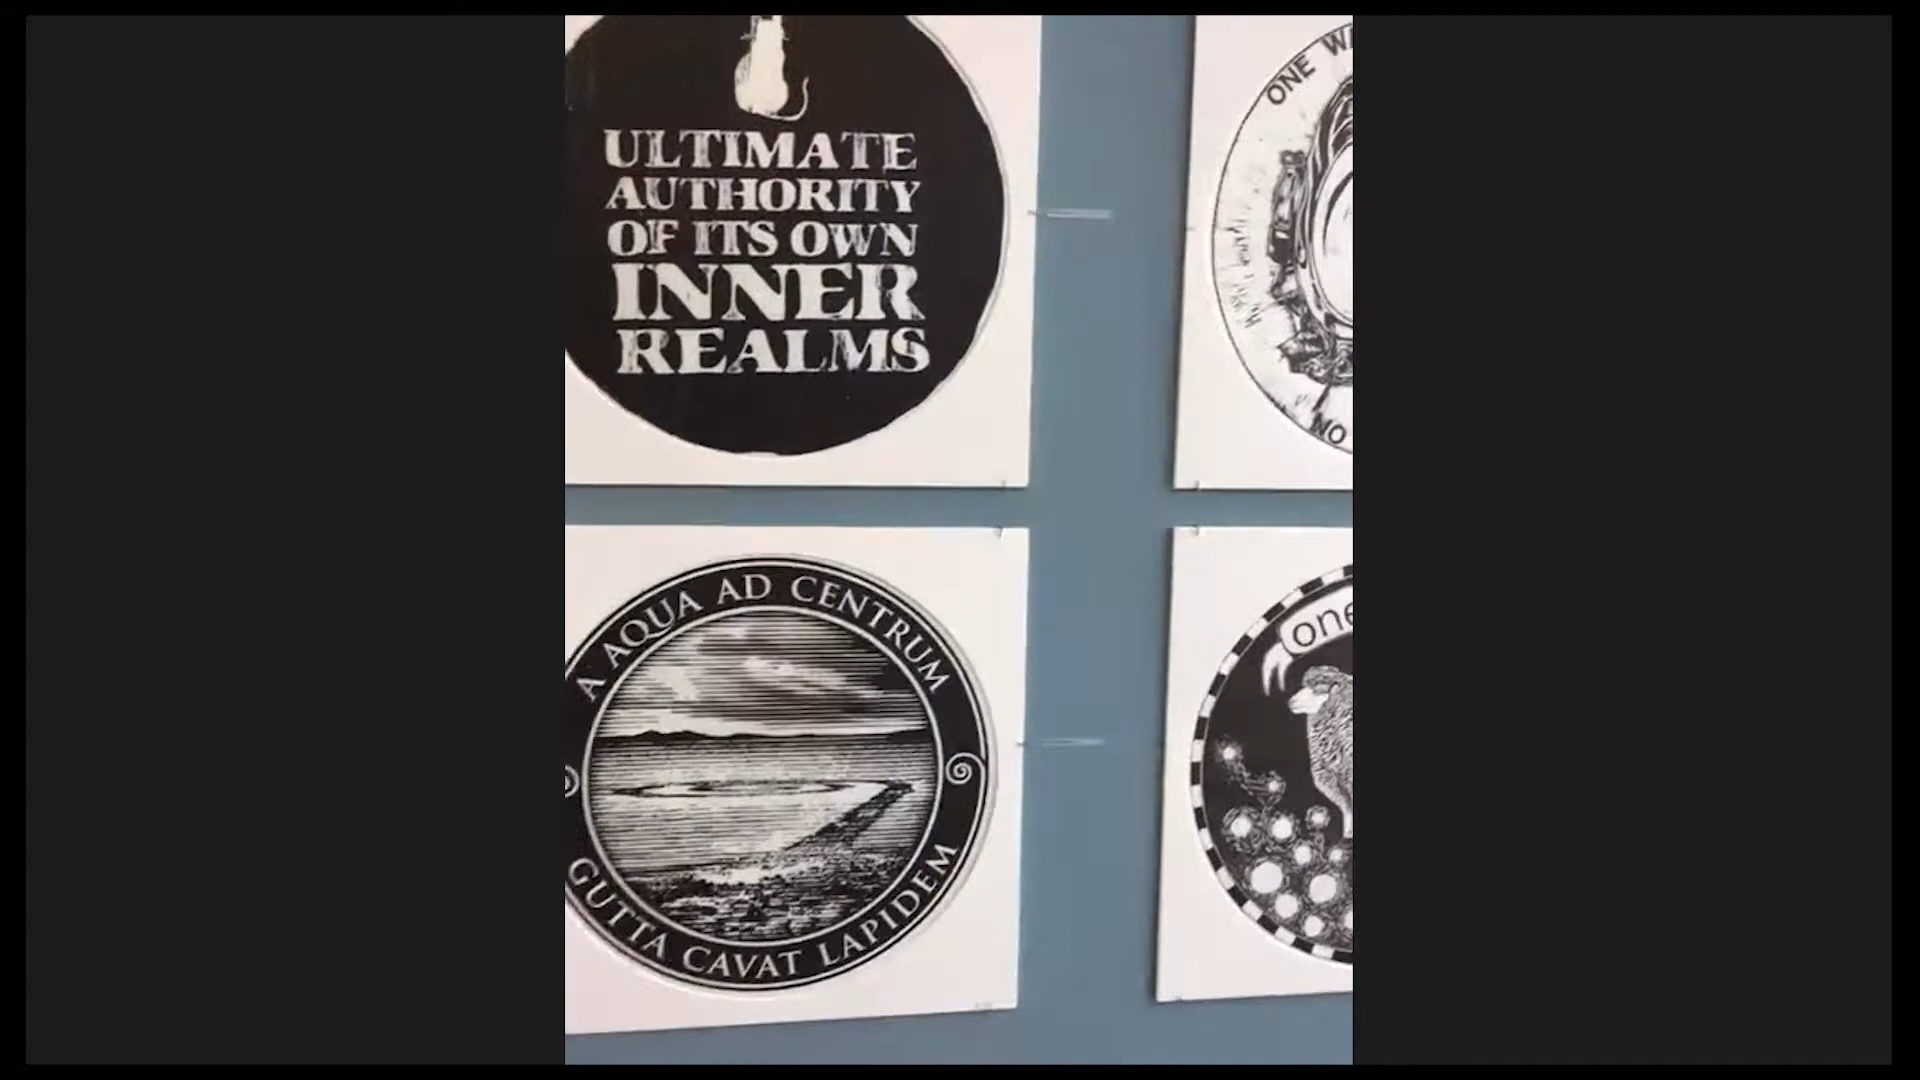 ULTIMATE
AUTHORITY
OF ITS OWN
INNER
REALMS
ONE
NO
A AQUA AD CENTRUM
GUTTA CAVAT LAPIDEM
one